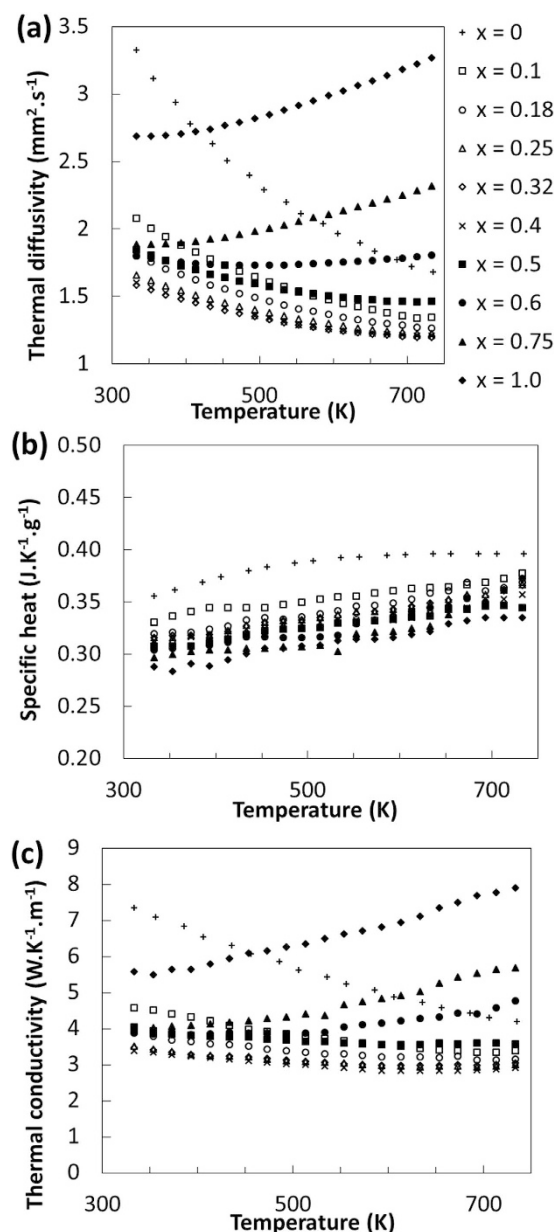 (a)
3.5
3
2.5
2
1.5
1
Thermal diffusivity (mm².s⁻¹)
300
500
700
Temperature (K)
x = 0
x = 0.1
x = 0.18
x = 0.25
x = 0.32
x = 0.4
x = 0.5
x = 0.6
x = 0.75
x = 1.0
(b)
0.50
0.45
0.40
0.35
0.30
0.25
0.20
Specific heat (J.K⁻¹.g⁻¹)
300
500
700
Temperature (K)
(c)
9
8
7
6
5
4
3
2
1
0
Thermal conductivity (W.K⁻¹.m⁻¹)
300
500
700
Temperature (K)